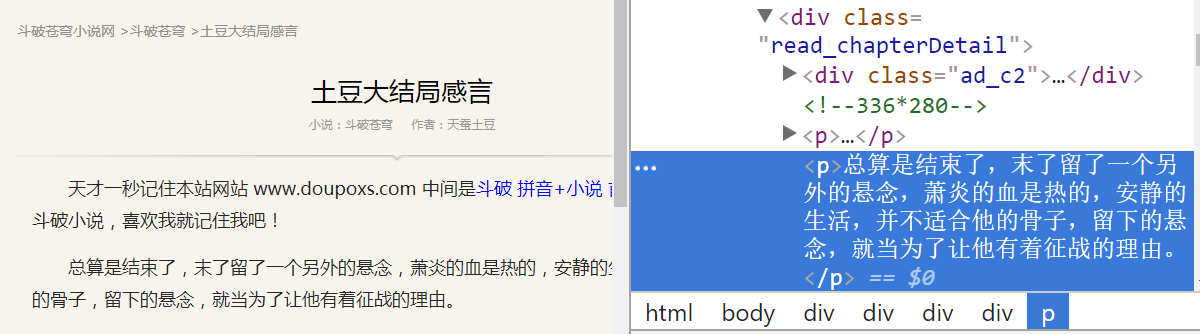 斗破苍穹小说网 >斗破苍穹 >土豆大结局感言
土豆大结局感言
小说：斗破苍穹 作者：天蚕土豆
天才一秒记住本站网站 www.doupoxs.com 中间是斗破 拼音+小说
斗破小说，喜欢我就记住我吧！
总算是结束了，末了留了一个另外的悬念，萧炎的血是热的，安静的
的骨子，留下的悬念，就当为了让他有着征战的理由。
▼<div class=
"read_chapterDetail">
▶<div class="ad_c2">…</div>
<!--336*280-->
▶<p>…</p>
... <p>总算是结束了，末了留了一个另
外的悬念，萧炎的血是热的，安静的
生活，并不适合他的骨子，留下的悬
念，就当为了让他有着征战的理由。
</p> == $0
html body div div div div p